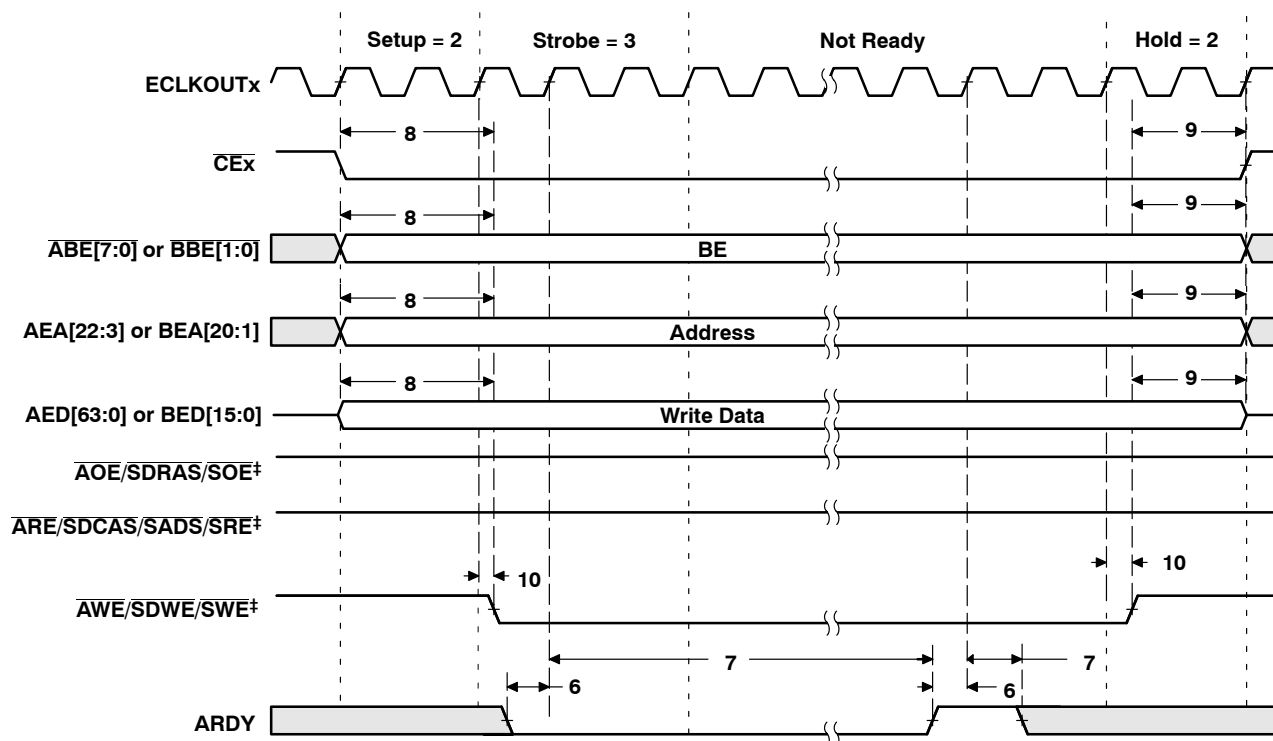 Setup = 2 Strobe = 3 Not Ready Hold = 2
ECLKOUTx
8 9
CEx
8 9
ABE[7:0] or BBE[1:0] BE
8 9
AEA[22:3] or BEA[20:1] Address
8 9
AED[63:0] or BED[15:0] Write Data
AOE/SDRAS/SOE‡
ARE/SDCAS/SADS/SRE‡
10 10
AWE/SDWE/SWE‡
7 7
6 6
ARDY